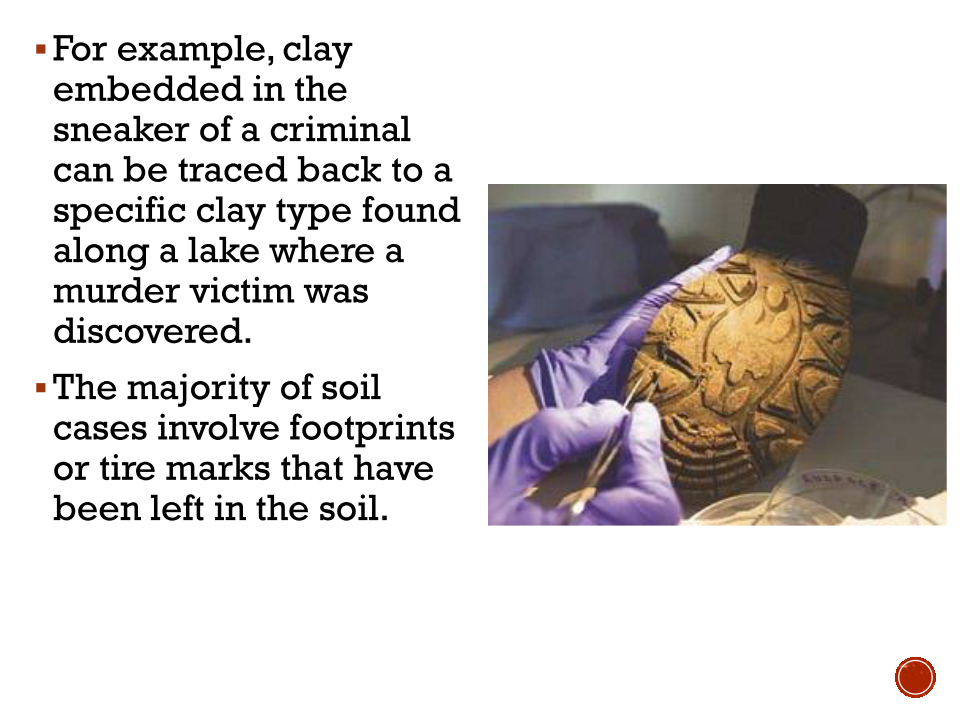 ▪ For example, clay
embedded in the
sneaker of a criminal
can be traced back to a
specific clay type found
along a lake where a
murder victim was
discovered.
▪ The majority of soil
cases involve footprints
or tire marks that have
been left in the soil.